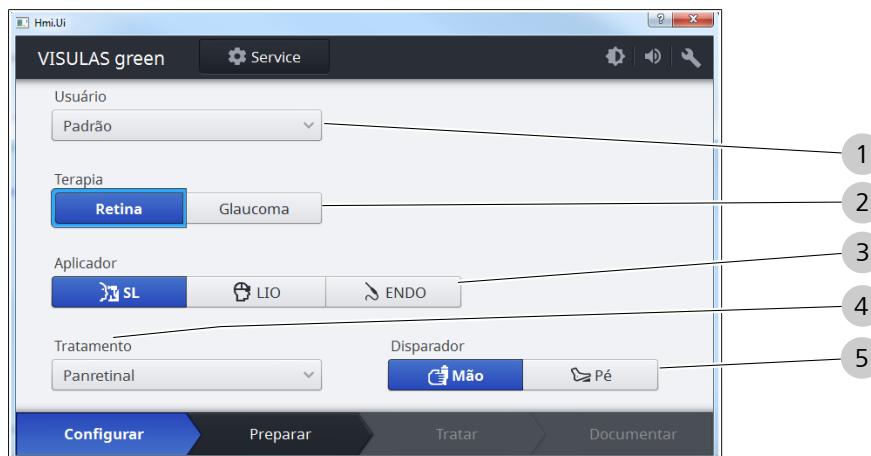 Hmi.Ui
VISULAS green Service
Usuário
Padrão
1
Terapia
Retina Glaucoma
2
Aplicador
3
SL LIO ENDO
4
Tratamento Disparador
5
Panretinal Mão Pé
Configurar Preparar Tratar Documentar